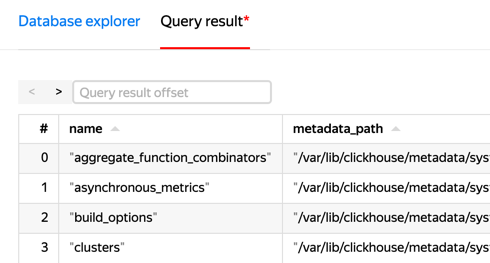 Database explorer Query result*
< > Query result offset
# name metadata_path
0 "aggregate_function_combinators" "/var/lib/clickhouse/metadata/sys
1 "asynchronous_metrics" "/var/lib/clickhouse/metadata/sys
2 "build_options" "/var/lib/clickhouse/metadata/sys
3 "clusters" "/var/lib/clickhouse/metadata/sys